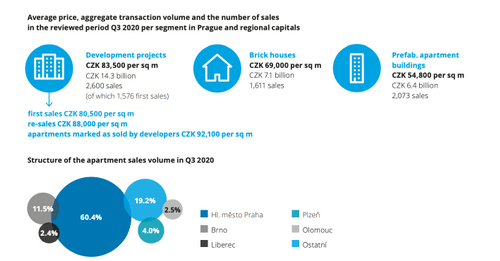 Average price, aggregate transaction volume and the number of sales
in the reviewed period Q3 2020 per segment in Prague and regional capitals
Development projects
CZK 83,500 per sq m
CZK 14.3 billion
2,600 sales
(of which 1,576 first sales)
Brick houses
CZK 69,000 per sq m
CZK 7.1 billion
1,611 sales
Prefab. apartment
buildings
CZK 54,800 per sq m
CZK 6.4 billion
2,073 sales
first sales CZK 80,500 per sq m
re-sales CZK 88,000 per sq m
apartments marked as sold by developers CZK 92,100 per sq m
Structure of the apartment sales volume in Q3 2020
11.5%
2.4%
60.4%
19.2%
4.0%
2.5%
Hl. město Praha
Brno
Liberec
Plzeň
Olomouc
Ostatní